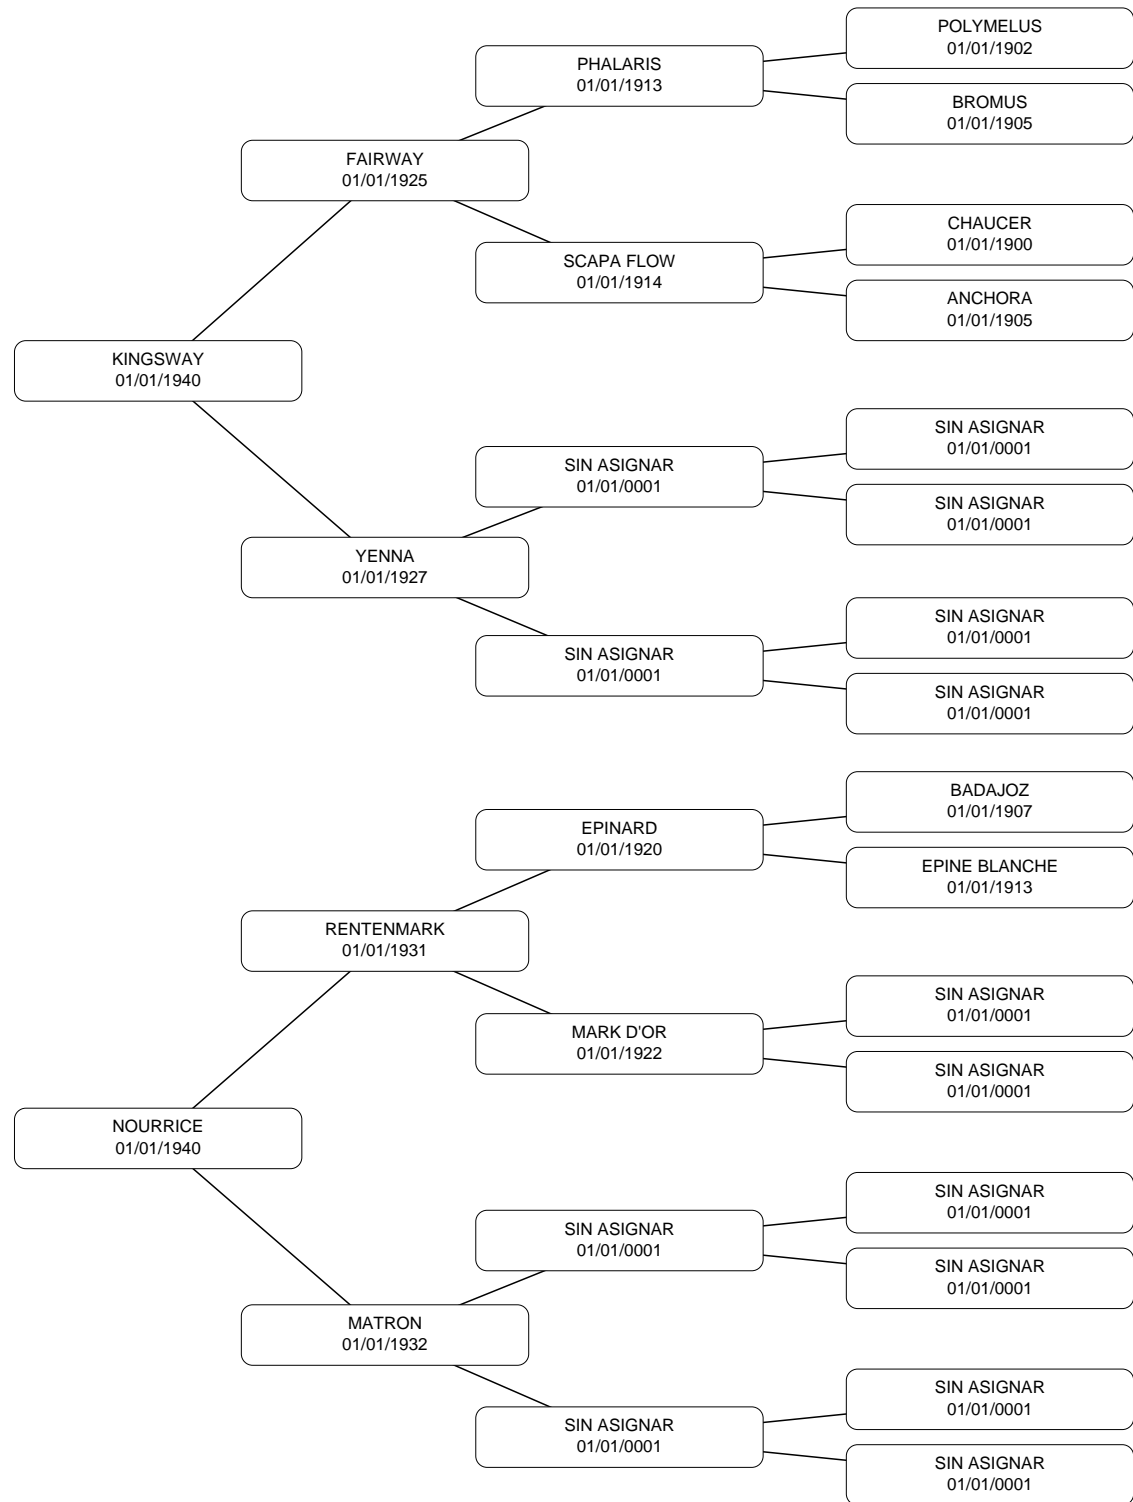 POLYMELUS
01/01/1902
PHALARIS
01/01/1913
BROMUS
01/01/1905
FAIRWAY
01/01/1925
CHAUCER
01/01/1900
SCAPA FLOW
01/01/1914
ANCHORA
01/01/1905
KINGSWAY
01/01/1940
SIN ASIGNAR
01/01/0001
SIN ASIGNAR
01/01/0001
SIN ASIGNAR
01/01/0001
YENNA
01/01/1927
SIN ASIGNAR
01/01/0001
SIN ASIGNAR
01/01/0001
SIN ASIGNAR
01/01/0001
BADAJOZ
01/01/1907
EPINARD
01/01/1920
EPINE BLANCHE
01/01/1913
RENTENMARK
01/01/1931
SIN ASIGNAR
01/01/0001
MARK D'OR
01/01/1922
SIN ASIGNAR
01/01/0001
NOURRICE
01/01/1940
SIN ASIGNAR
01/01/0001
SIN ASIGNAR
01/01/0001
SIN ASIGNAR
01/01/0001
MATRON
01/01/1932
SIN ASIGNAR
01/01/0001
SIN ASIGNAR
01/01/0001
SIN ASIGNAR
01/01/0001